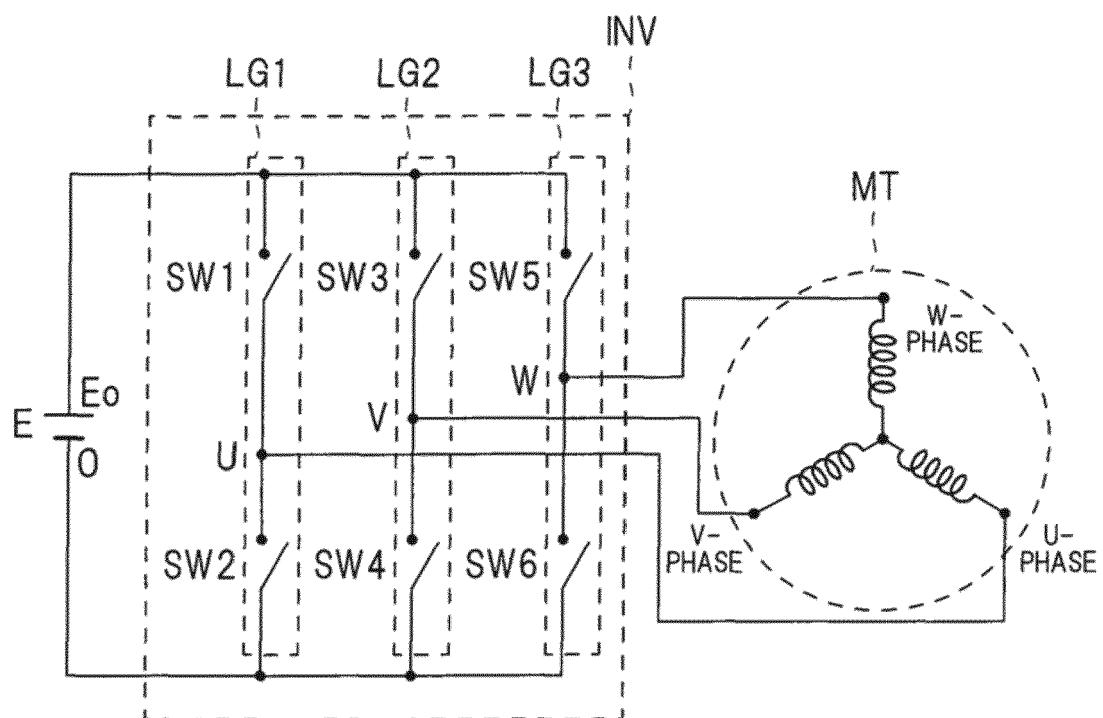 INV
LG1 LG2 LG3
MT
SW1 SW3 SW5
W-
PHASE
W
Eo
E
V
U
O
V-
PHASE
U-
PHASE
SW2 SW4 SW6